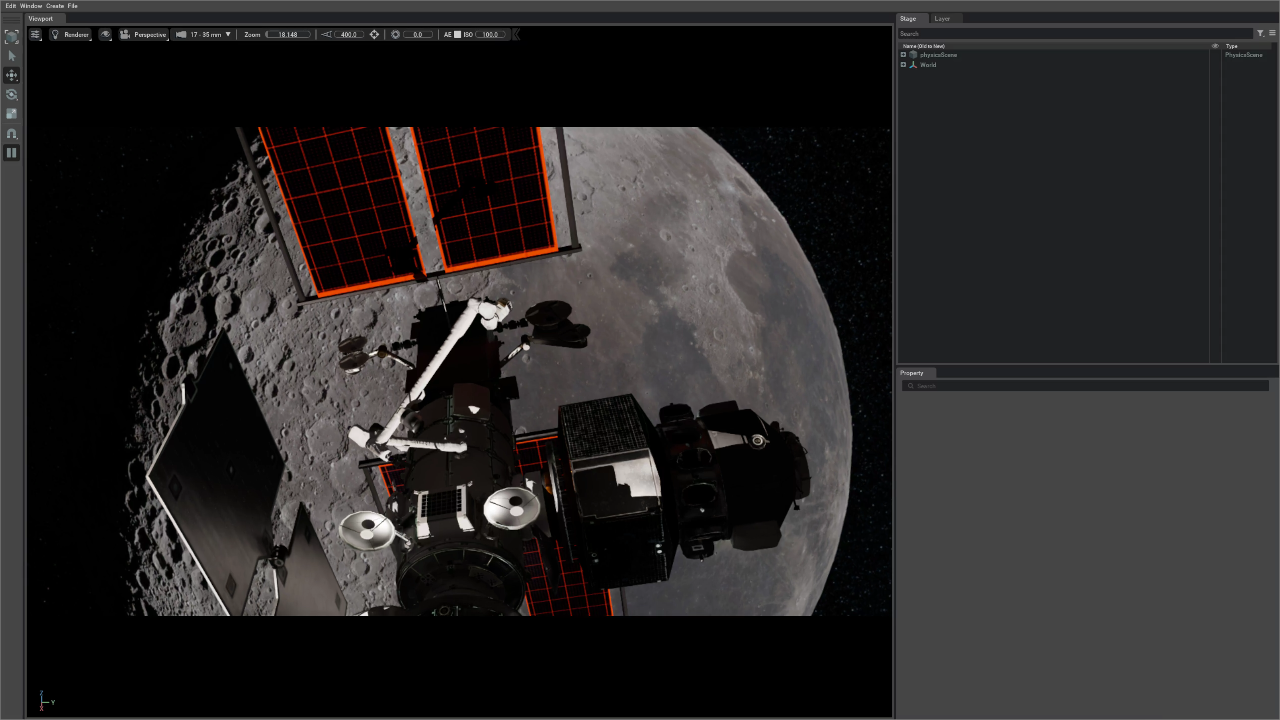 Edit Window Create File
Viewport
Renderer
Perspective
17 - 35 mm
Zoom 18.148
400.0
0.0
AE ISO 100.0
Stage Layer
Search
Name (Old to New) Type
physicsScene PhysicsScene
World
Property
Search
Z
Y
X